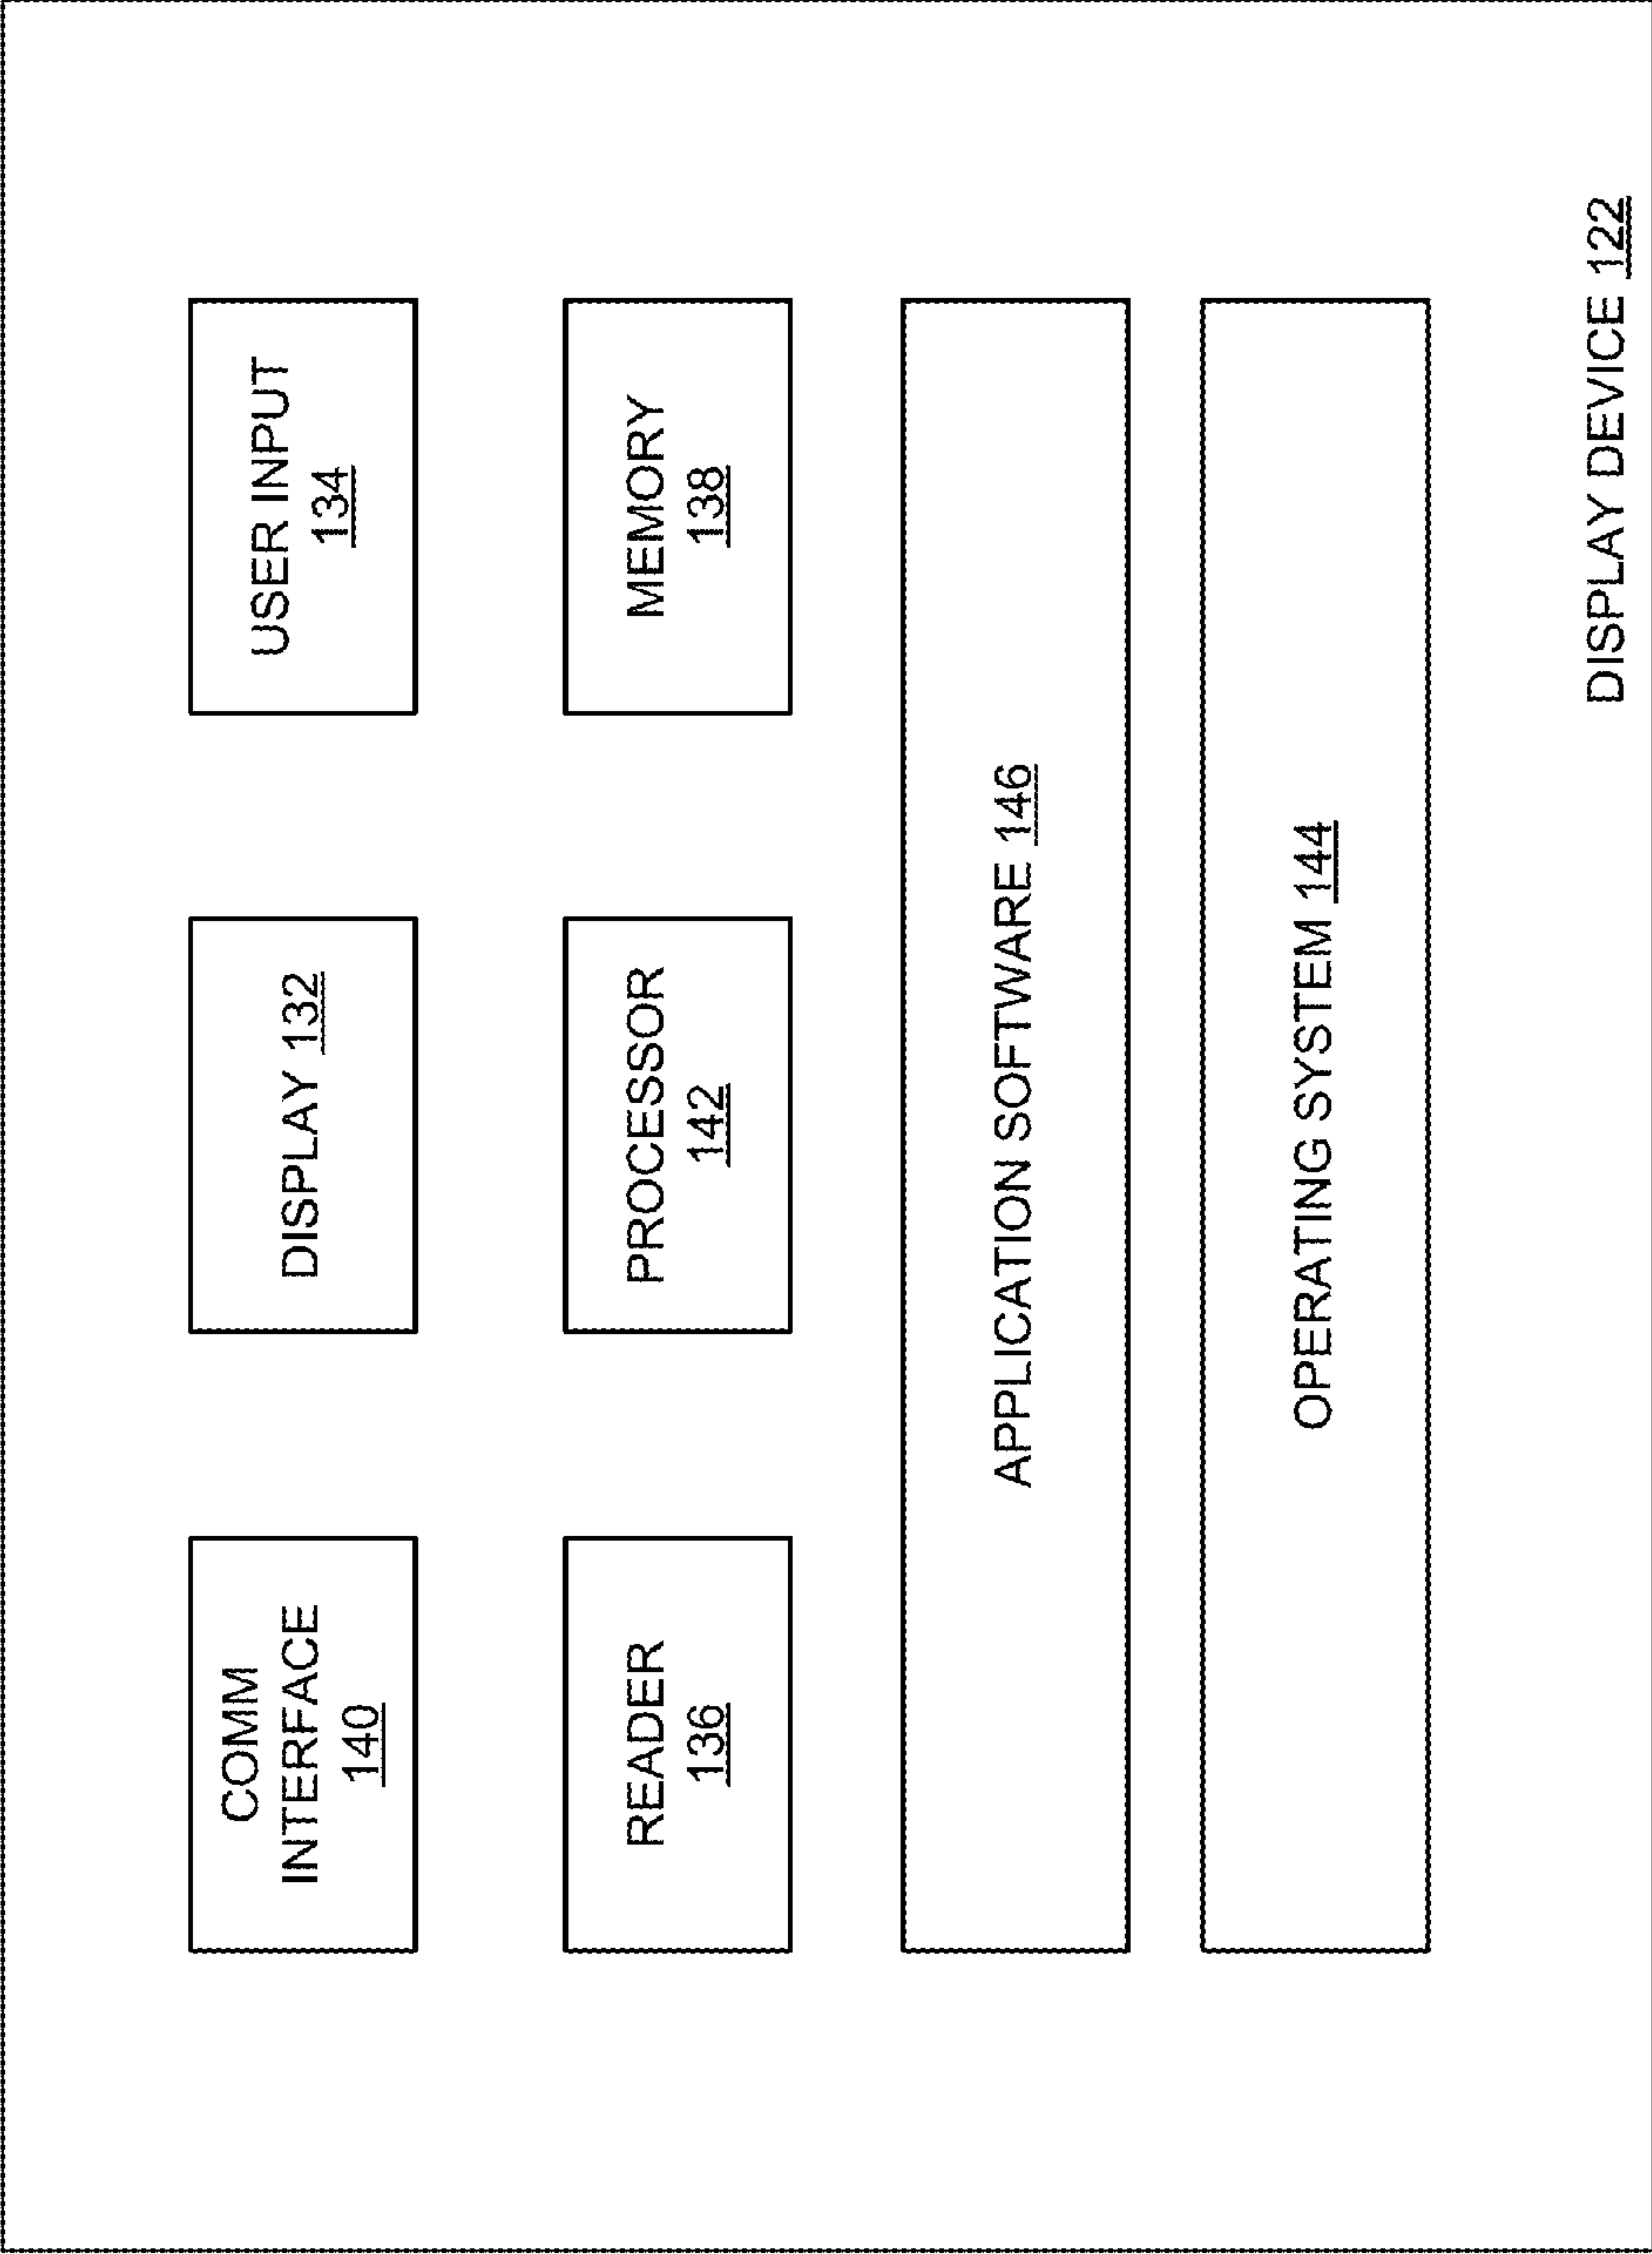 COMM
INTERFACE
140
DISPLAY 132
USER INPUT
134
READER
136
PROCESSOR
142
MEMORY
138
APPLICATION SOFTWARE 146
OPERATING SYSTEM 144
DISPLAY DEVICE 122